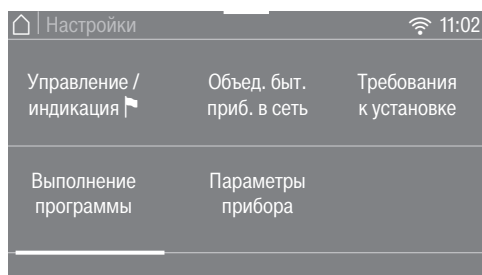 Настройки 11:02
Управление / Объед. быт. Требования
индикация приб. в сеть к установке
Выполнение Параметры
программы прибора